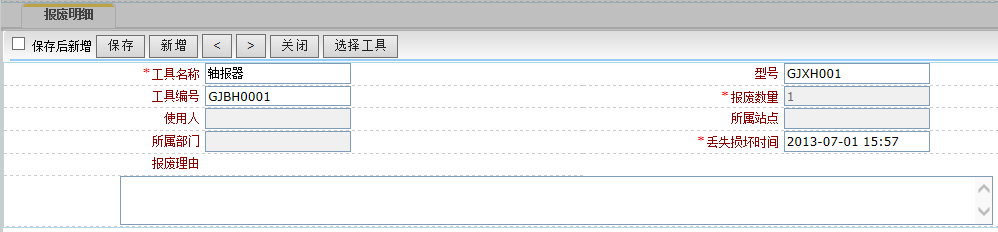 报废明细
保存后新增 保存 新增 < > 关闭 选择工具
*工具名称 轴报器 型号 GJXH001
工具编号 GJBH0001 *报废数量 1
使用人 所属站点
所属部门 *丢失损坏时间 2013-07-01 15:57
报废理由